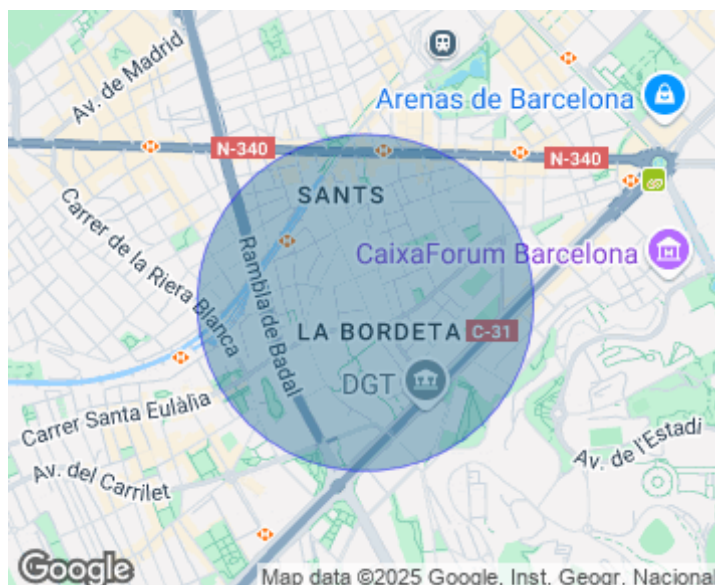 Av. de Madrid
Arenas de Barcelona
N-340
N-340
SANTS
Carrer de la Riera Blanca
Rambla de Badal
CaixaForum Barcelona
LA BORDETA
C-31
DGT
Carrer Santa Eulàlia
Av. de l'Estadi
Av. del Carrilet
Google
Map data ©2025 Google, Inst. Geogr. Nacional